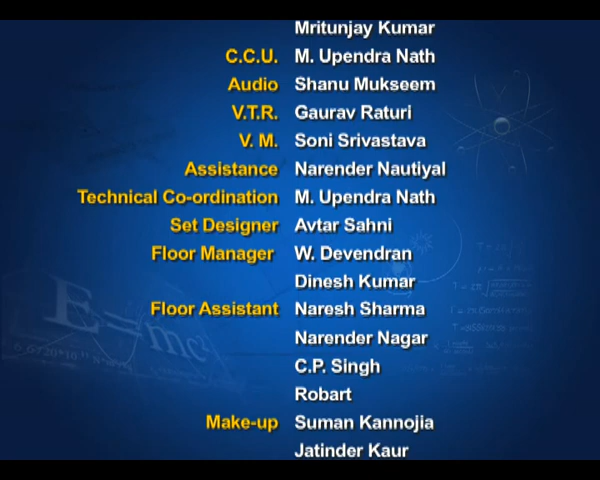 Mritunjay Kumar
C.C.U. M. Upendra Nath
Audio Shanu Mukseem
V.T.R. Gaurav Raturi
V. M. Soni Srivastava
Assistance Narender Nautiyal
Technical Co-ordination M. Upendra Nath
Set Designer Avtar Sahni
Floor Manager W. Devendran
Dinesh Kumar
Floor Assistant Naresh Sharma
Narender Nagar
C.P. Singh
Robart
Make-up Suman Kannojia
Jatinder Kaur
E=mc²